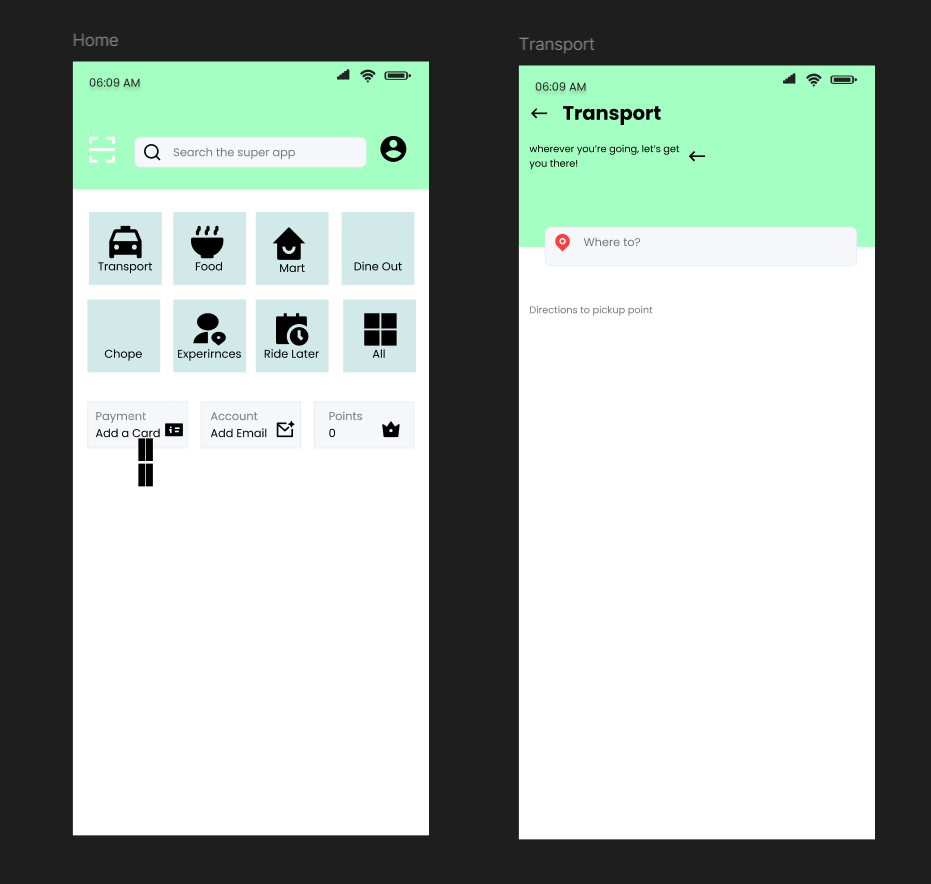 Home
06:09 AM
Search the super app
Transport
Food
Mart
Dine Out
Chope
Experirnces
Ride Later
All
Payment
Add a Card
Account
Add Email
Points
0
Transport
06:09 AM
Transport
wherever you're going, let's get
you there!
Where to?
Directions to pickup point